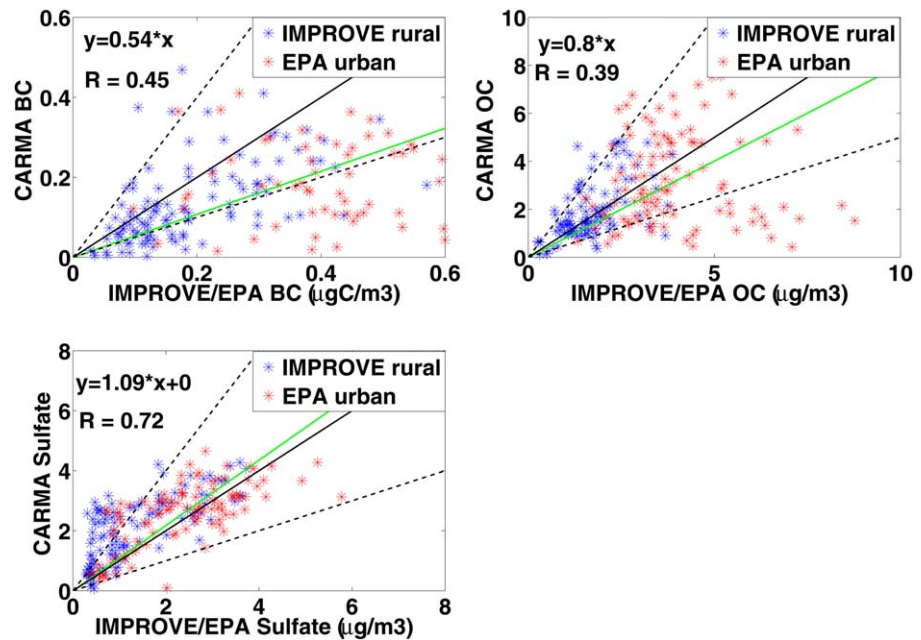 y=0.54*x
R = 0.45
IMPROVE rural
EPA urban
CARMA BC
0.8
0.6
0.4
0.2
0
0 0.2 0.4 0.6
IMPROVE/EPA BC (μgC/m3)
y=0.8*x
R = 0.39
IMPROVE rural
EPA urban
CARMA OC
10
8
6
4
2
0
0 5 10
IMPROVE/EPA OC (μg/m3)
y=1.09*x+0
R = 0.72
IMPROVE rural
EPA urban
CARMA Sulfate
8
6
4
2
0
0 2 4 6 8
IMPROVE/EPA Sulfate (μg/m3)